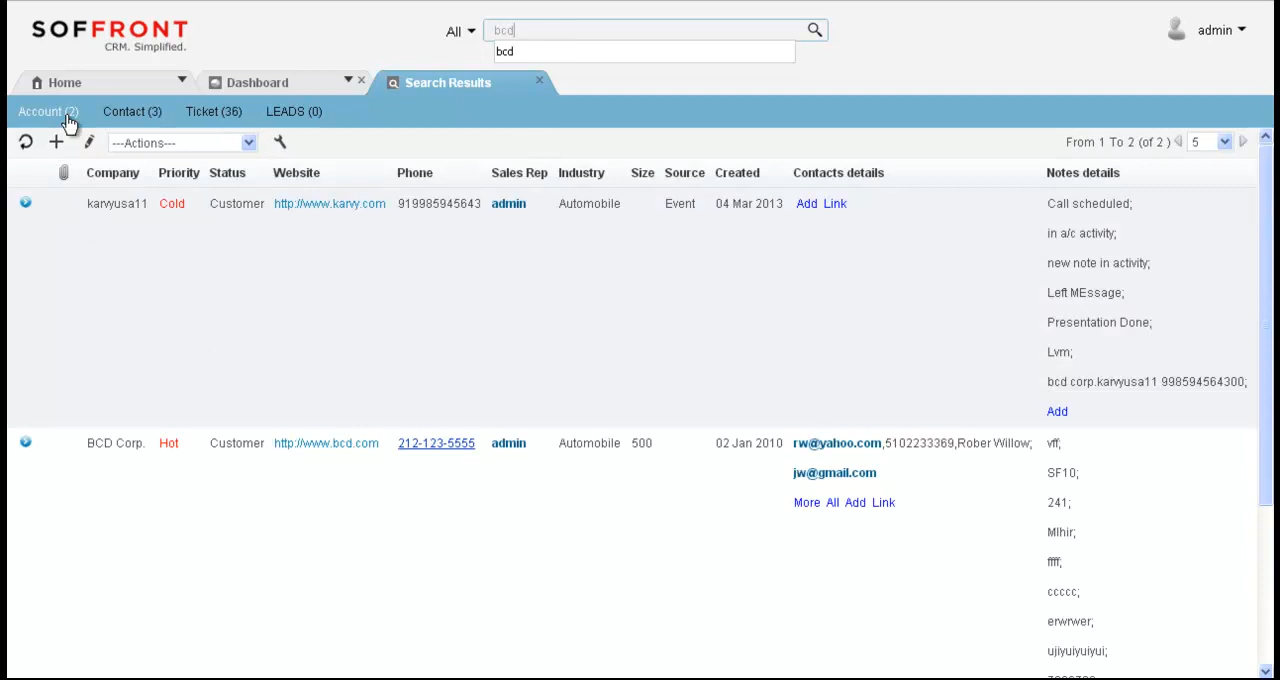 SOFFRONT
CRM. Simplified.
All bcd admin
bcd
Home Dashboard Search Results
Account (2) Contact (3) Ticket (36) LEADS (0)
---Actions--- From 1 To 2 (of 2 ) 5
Company Priority Status Website Phone Sales Rep Industry Size Source Created Contacts details Notes details
karvyusa11 Cold Customer http://www.karvy.com 919985945643 admin Automobile Event 04 Mar 2013 Add Link Call scheduled;
in a/c activity;
new note in activity;
Left MEssage;
Presentation Done;
Lvm;
bcd corp.karvyusa11 998594564300;
Add
BCD Corp. Hot Customer http://www.bcd.com 212-123-5555 admin Automobile 500 02 Jan 2010 rw@yahoo.com,5102233369,Rober Willow; vff;
jw@gmail.com SF10;
More All Add Link 241;
MIhir;
ffff;
ccccc;
erwrwer;
ujiyuiyuiyui;